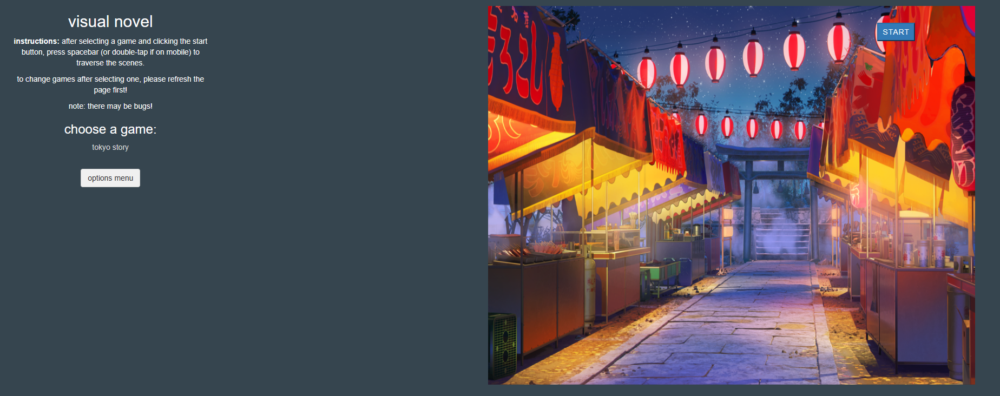 visual novel
instructions: after selecting a game and clicking the start
button, press spacebar (or double-tap if on mobile) to
traverse the scenes.
to change games after selecting one, please refresh the
page first!
note: there may be bugs!
choose a game:
tokyo story
options menu
START